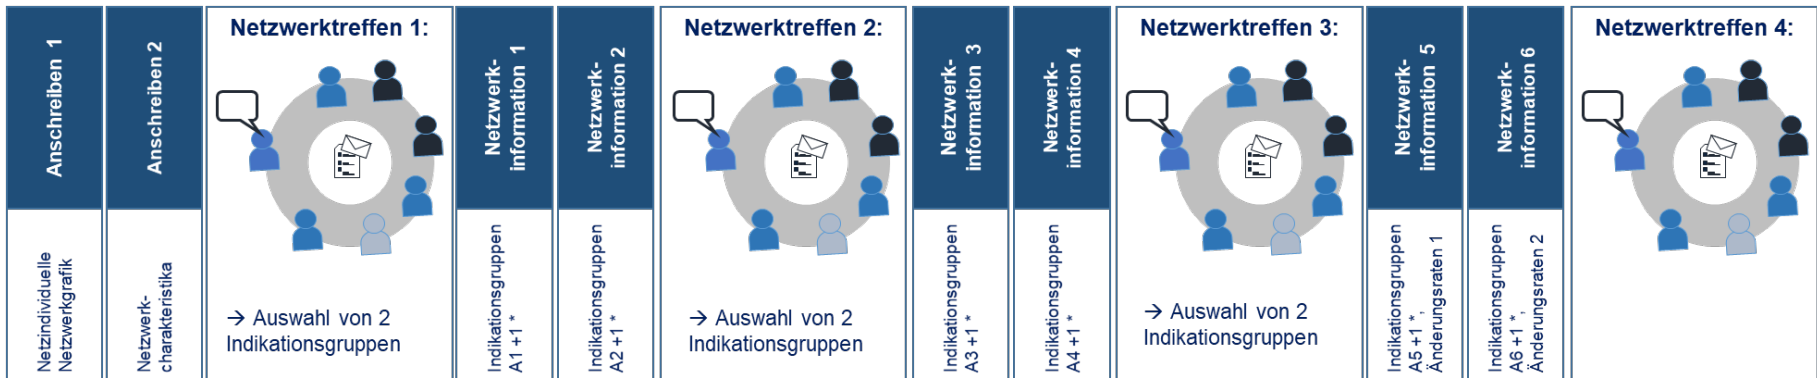 Anschreiben 1
Netzindividuelle
Netzwerkgrafik
Anschreiben 2
Netzwerk-
charakteristika
Netzwerktreffen 1:
→ Auswahl von 2
Indikationsgruppen
Netzwerk-
information 1
Indikationsgruppen
A1 +1 *
Netzwerk-
information 2
Indikationsgruppen
A2 +1 *
Netzwerktreffen 2:
→ Auswahl von 2
Indikationsgruppen
Netzwerk-
information 3
Indikationsgruppen
A3 +1 *
Netzwerk-
information 4
Indikationsgruppen
A4 +1 *
Netzwerktreffen 3:
→ Auswahl von 2
Indikationsgruppen
Netzwerk-
information 5
Indikationsgruppen
A5 +1 *,
Änderungsraten 1
Netzwerk-
information 6
Indikationsgruppen
A6 +1 *,
Änderungsraten 2
Netzwerktreffen 4: